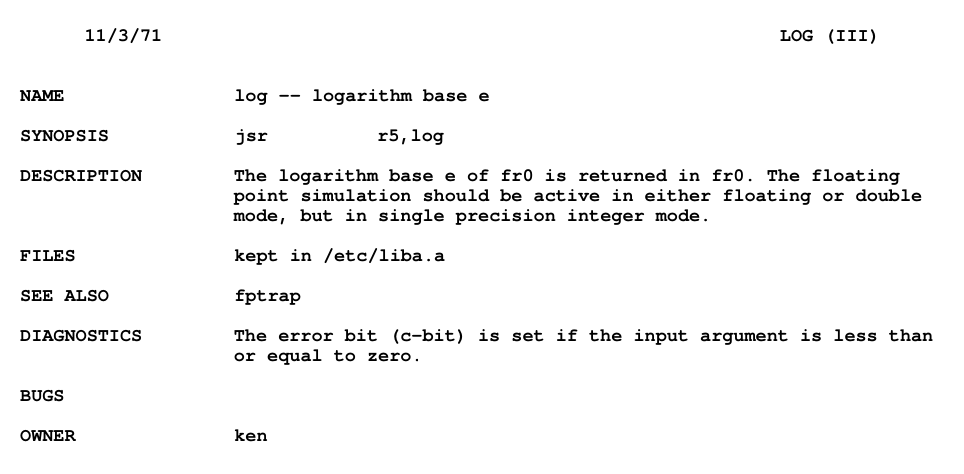 11/3/71 LOG (III)
NAME log -- logarithm base e
SYNOPSIS jsr r5,log
DESCRIPTION The logarithm base e of fr0 is returned in fr0. The floating
point simulation should be active in either floating or double
mode, but in single precision integer mode.
FILES kept in /etc/liba.a
SEE ALSO fptrap
DIAGNOSTICS The error bit (c-bit) is set if the input argument is less than
or equal to zero.
BUGS
OWNER ken